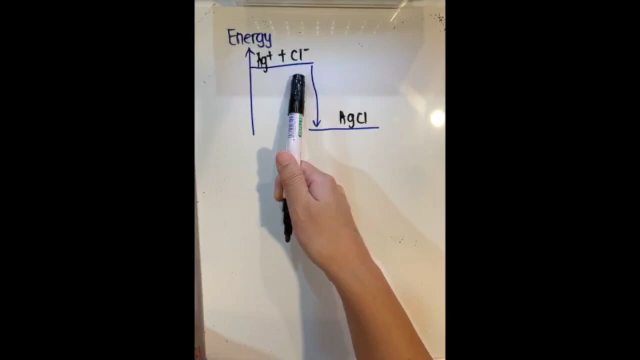 Energy
Ag⁺ + Cl⁻
AgCl